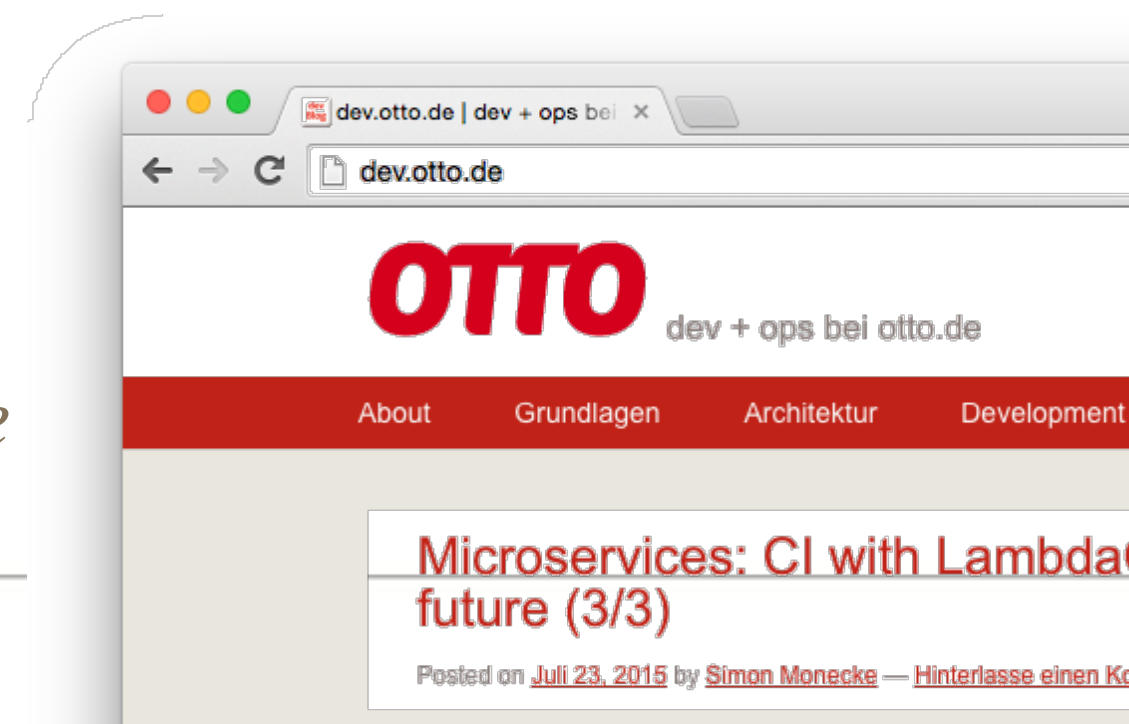 dev.otto.de | dev + ops bei
dev.otto.de
OTTO
dev + ops bei otto.de
About Grundlagen Architektur Development
Microservices: CI with Lambda
future (3/3)
Posted on Juli 23, 2015 by Simon Monecke — Hinterlasse einen